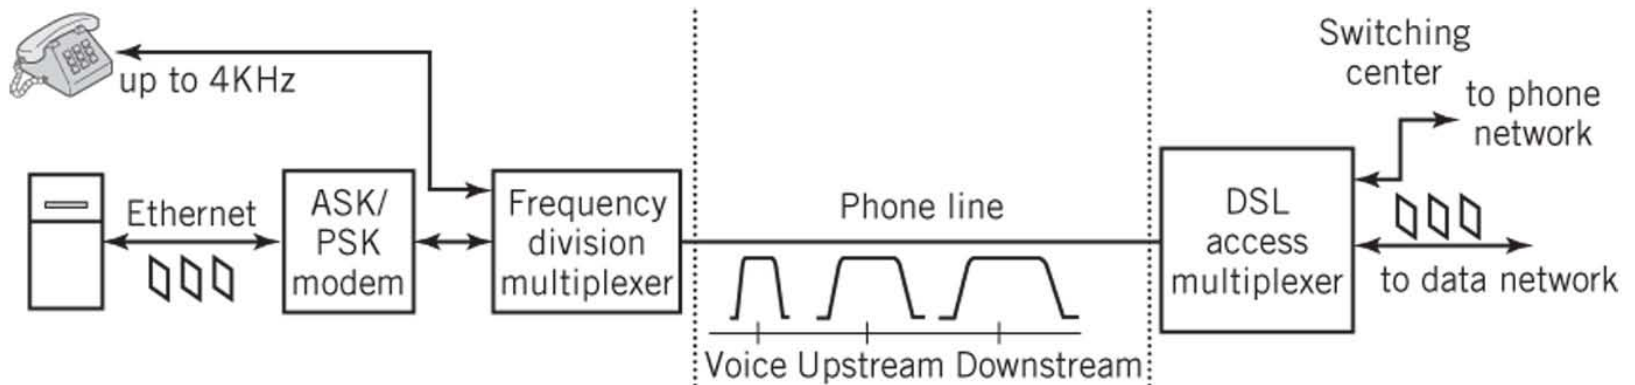 up to 4KHz
Ethernet
ASK/
PSK
modem
Frequency
division
multiplexer
Phone line
Voice Upstream Downstream
DSL
access
multiplexer
Switching
center
to phone
network
to data network